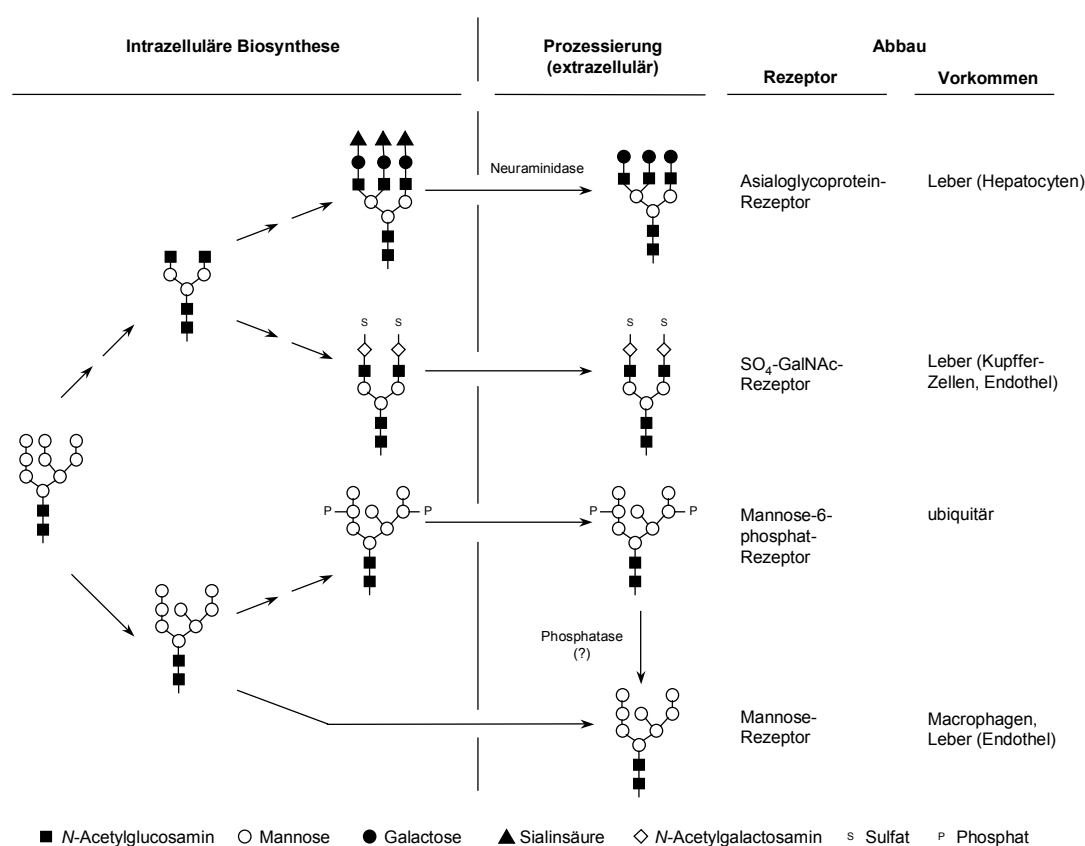 Intrazelluläre Biosynthese
Prozessierung
(extrazellulär)
Abbau
Rezeptor
Vorkommen
Neuraminidase
Asialoglycoprotein-
Rezeptor
Leber (Hepatocyten)
S S
S S
SO4-GalNAc-
Rezeptor
Leber (Kupffer-
Zellen, Endothel)
P P
P P
Mannose-6-
phosphat-
Rezeptor
ubiquitär
Phosphatase
(?)
Mannose-
Rezeptor
Macrophagen,
Leber (Endothel)
N-Acetylglucosamin Mannose Galactose Sialinsäure N-Acetylgalactosamin S Sulfat P Phosphat